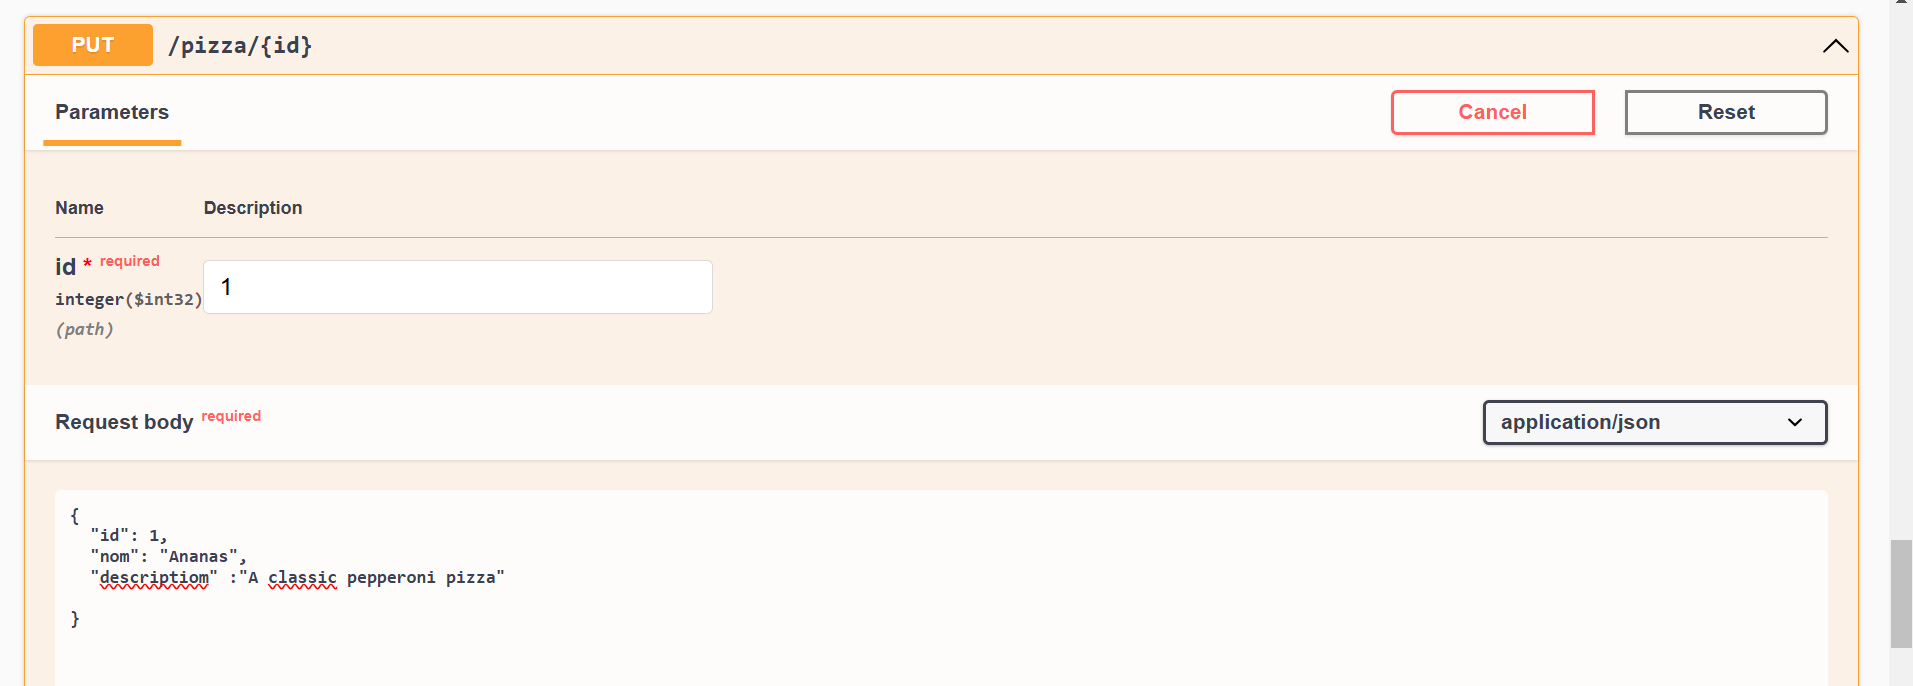 PUT /pizza/{id}
Parameters
Cancel
Reset
Name Description
id * required
integer($int32)
(path)
1
Request body required
application/json
{
  "id": 1,
  "nom": "Ananas",
  "descriptiom" :"A classic pepperoni pizza"
}